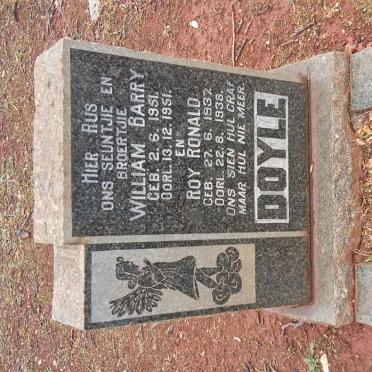 HIER RUS
ONS SEUNTJIE EN
BROERTJIE
WILLIAM BARRY
GEB. 2. 6. 1951.
OORL. 13. 12. 1951.
EN
ROY RONALD
GEB. 27. 6. 1937.
OORL. 22. 8. 1938.
ONS SIEN HUL GRAF
MAAR HUL NIE MEER.
DOYLE